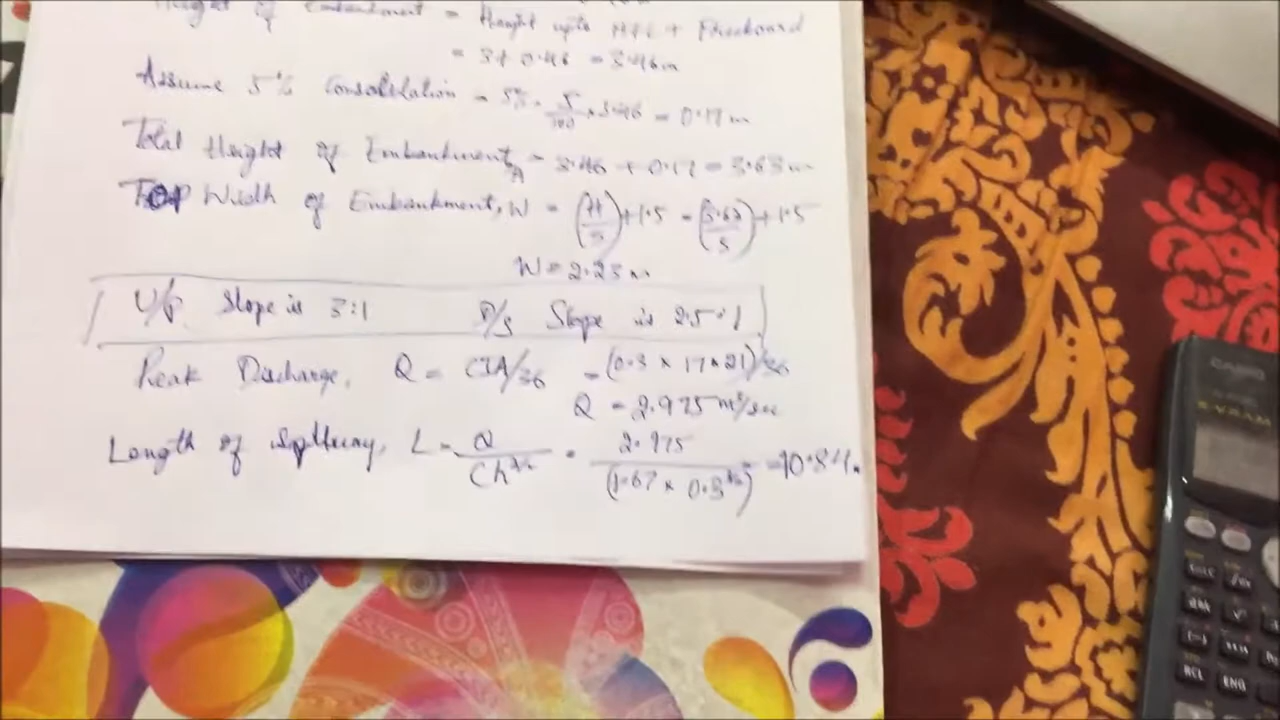 Height of Embankment = Height upto HFL + Freeboard
= 3+0.46 = 3.46m
Assume 5% Consolidation = 5% = 5/100 × 3.46 = 0.17m
Total Height of Embankment = 3.46 + 0.17 = 3.63m
TOP Width of Embankment, W = (H/5)+1.5 = (3.63/5)+1.5
W = 2.23m
U/S Slope is 3:1 D/S Slope is 2.5:1
Peak Discharge, Q = CIA/36 = (0.3 × 17 × 21)/36
Q = 2.975 m³/sec
Length of Spillway, L = Q/Ch^3/2 = 2.975/(1.67 × 0.3^3/2) = 10.84m
CASIO
S-V.P.A.M.
CALC
RCL ENG